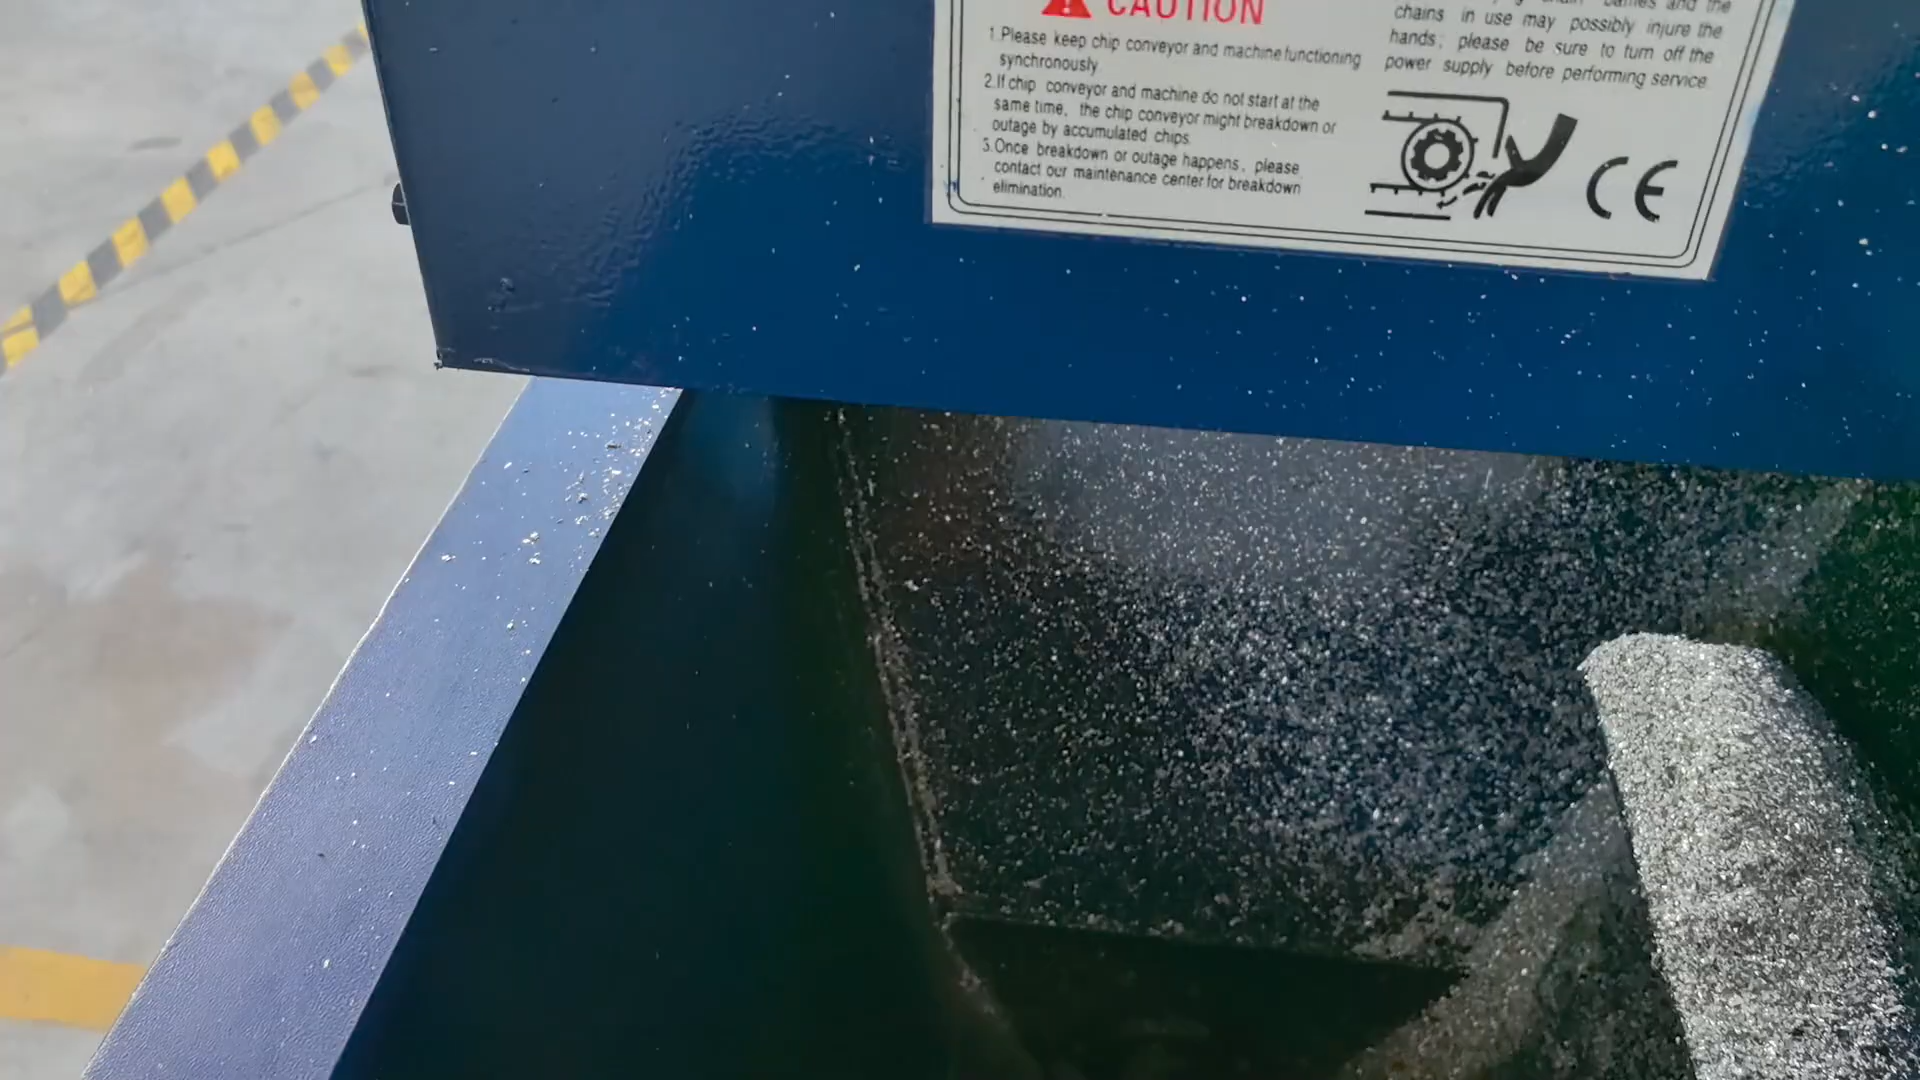 CAUTION
1.Please keep chip conveyor and machine functioning
synchronously
2.If chip conveyor and machine do not start at the
same time, the chip conveyor might breakdown or
outage by accumulated chips.
3.Once breakdown or outage happens, please
contact our maintenance center for breakdown
elimination.
and the
chains in use may possibly injure the
hands; please be sure to turn off the
power supply before performing service
CE